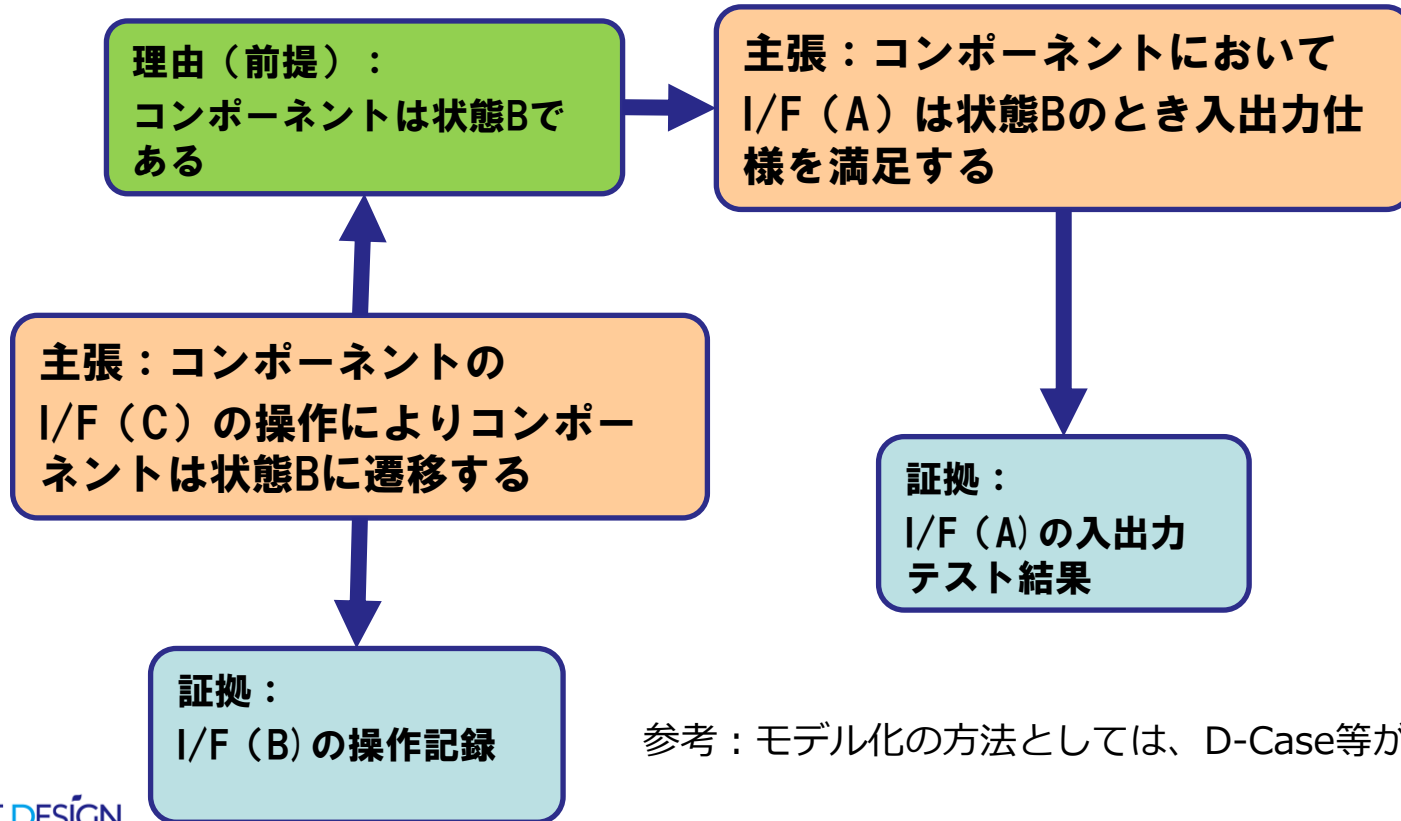 理由（前提）：
コンポーネントは状態Bで
ある
主張：コンポーネントにおいて
I/F（A）は状態Bのとき入出力仕
様を満足する
主張：コンポーネントの
I/F（C）の操作によりコンポー
ネントは状態Bに遷移する
証拠：
I/F（A)の入出力
テスト結果
証拠：
I/F（B)の操作記録
参考：モデル化の方法としては、D-Case等が
DESIGN